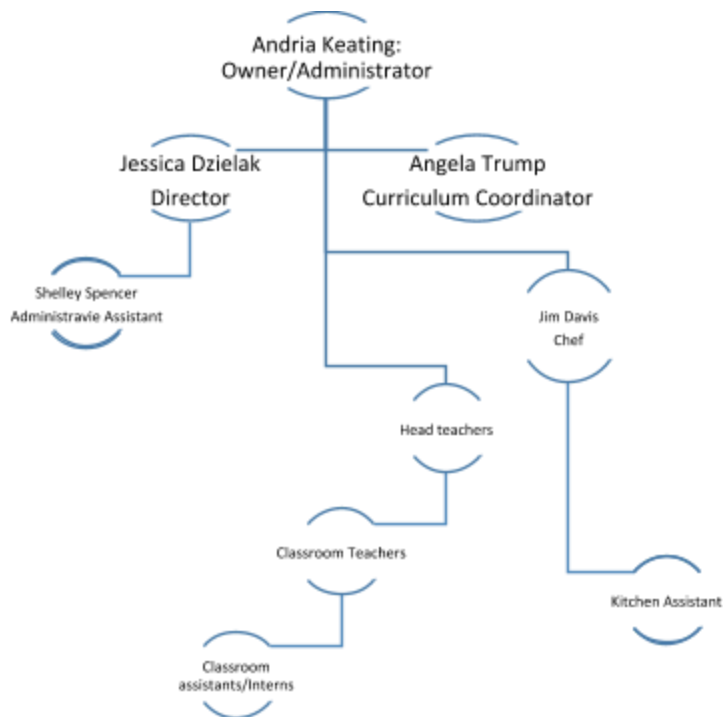 Andria Keating:
Owner/Administrator
Jessica Dzielak
Director
Angela Trump
Curriculum Coordinator
Shelley Spencer
Administravie Assistant
Jim Davis
Chef
Head teachers
Classroom Teachers
Kitchen Assistant
Classroom
assistants/Interns